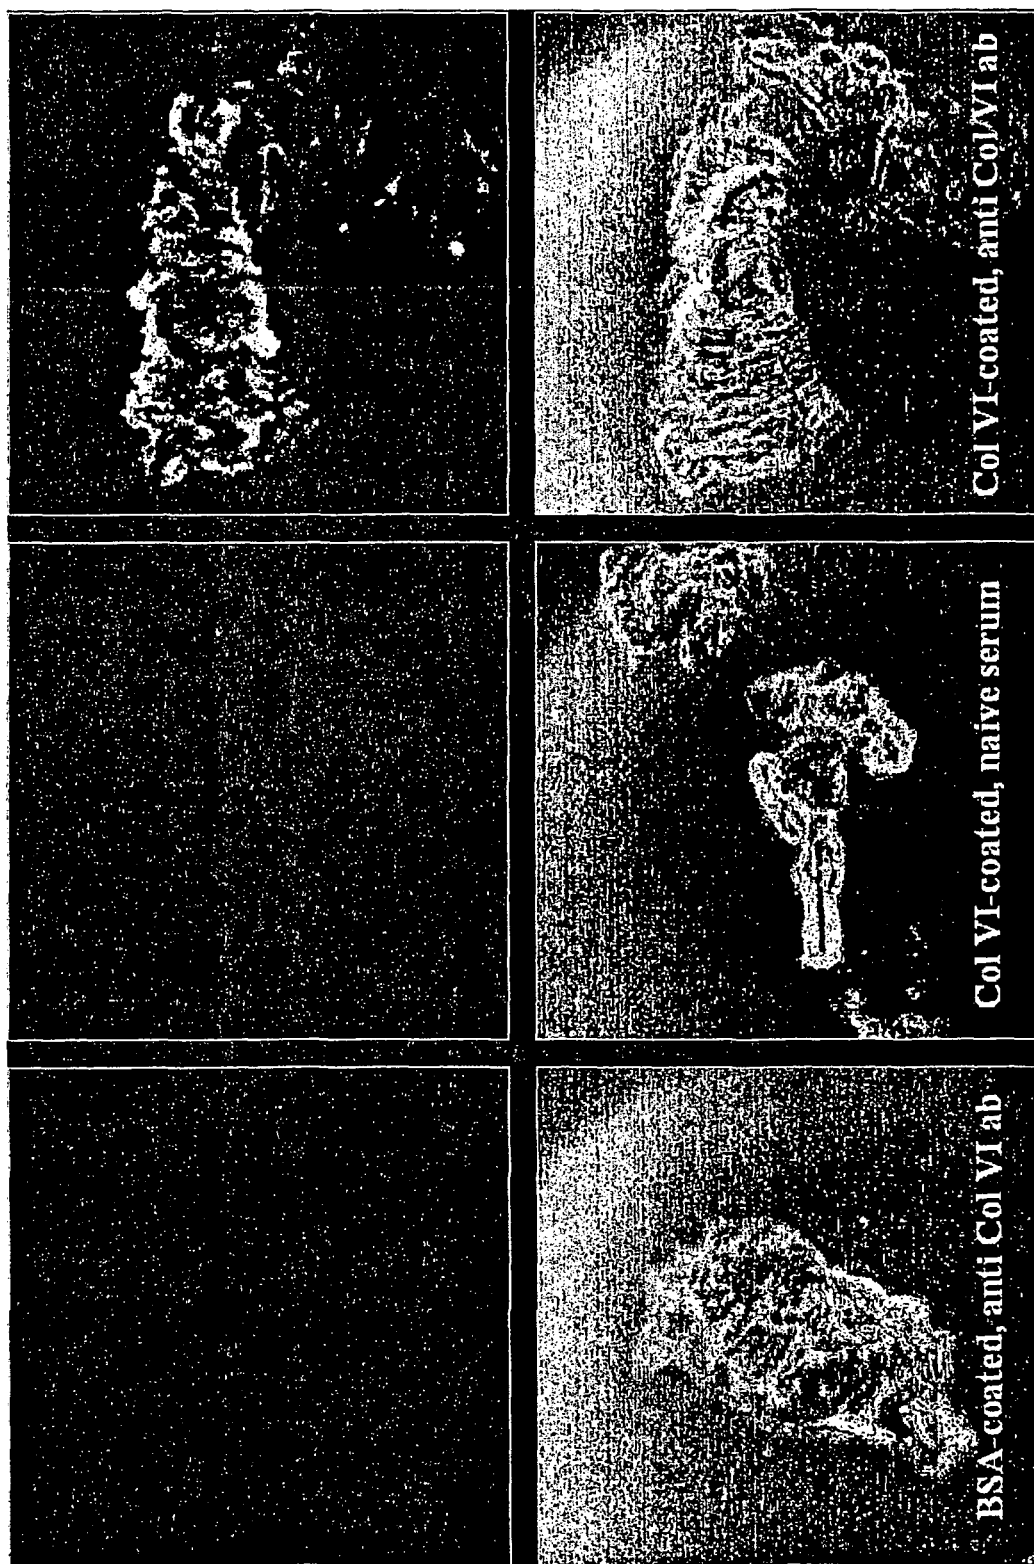 BSA-coated, anti Col VI ab
Col VI-coated, naive serum
Col VI-coated, anti Col VI ab